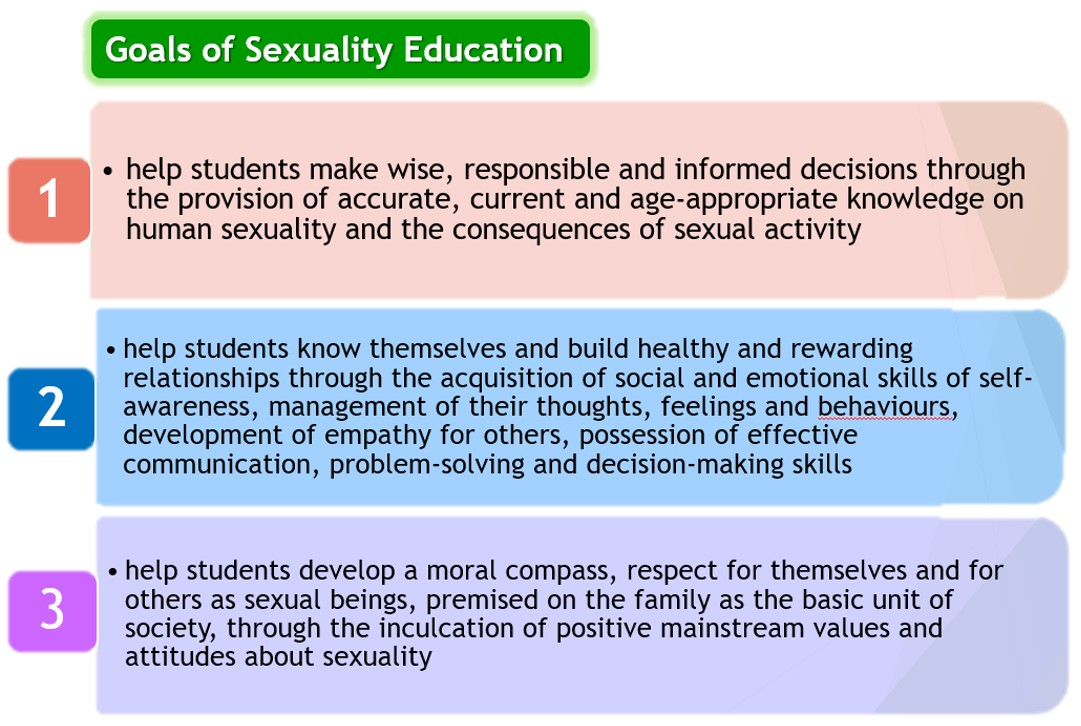 Goals of Sexuality Education
1
• help students make wise, responsible and informed decisions through
the provision of accurate, current and age-appropriate knowledge on
human sexuality and the consequences of sexual activity
2
• help students know themselves and build healthy and rewarding
relationships through the acquisition of social and emotional skills of self-
awareness, management of their thoughts, feelings and behaviours,
development of empathy for others, possession of effective
communication, problem-solving and decision-making skills
3
• help students develop a moral compass, respect for themselves and for
others as sexual beings, premised on the family as the basic unit of
society, through the inculcation of positive mainstream values and
attitudes about sexuality